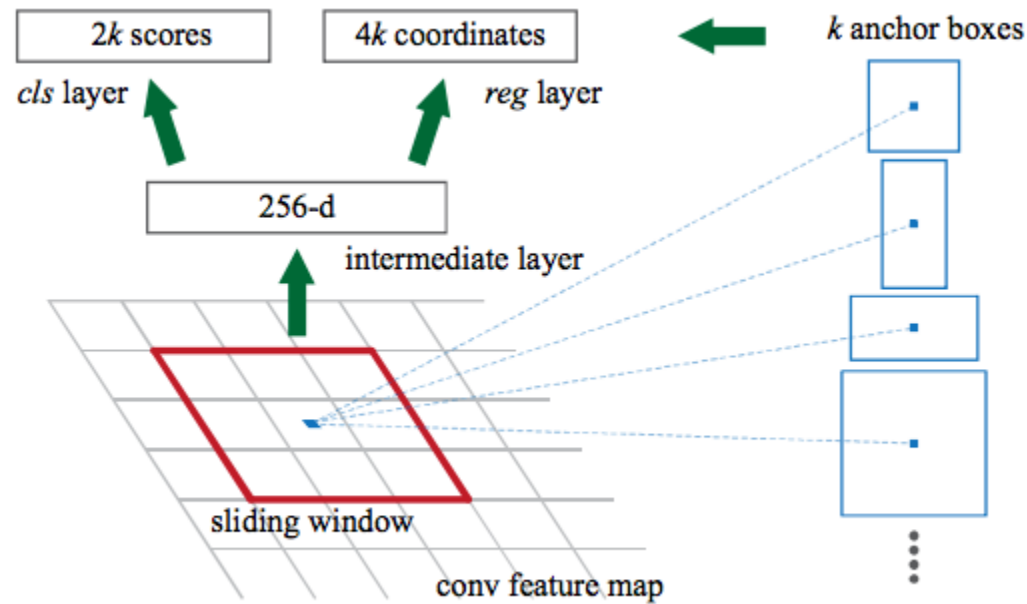 2k scores
4k coordinates
k anchor boxes
cls layer
reg layer
256-d
intermediate layer
sliding window
conv feature map